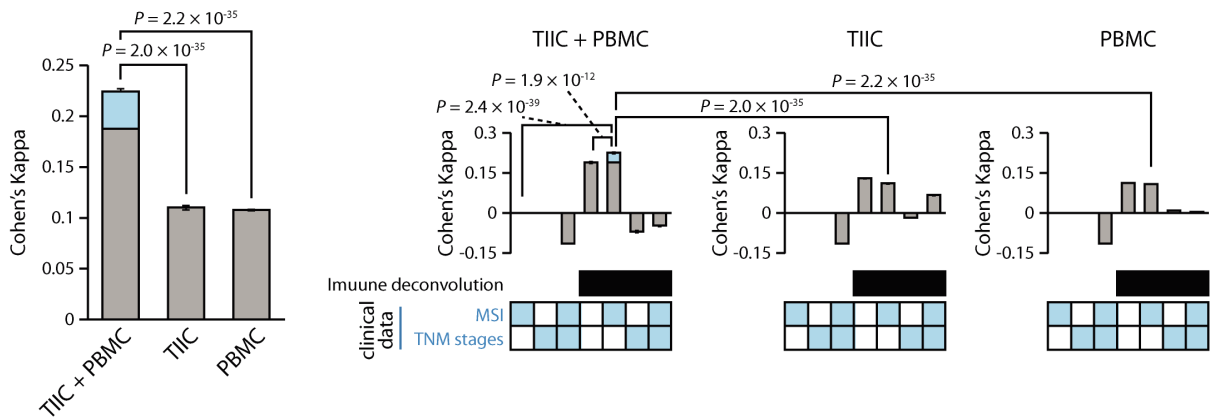 P = 2.2 × 10-35
P = 2.0 × 10-35
Cohen's Kappa
0.25
0.2
0.15
0.1
0.05
0
TIIC + PBMC
TIIC
PBMC
TIIC + PBMC
TIIC
PBMC
P = 1.9 × 10-12
P = 2.4 × 10-39
P = 2.2 × 10-35
P = 2.0 × 10-35
Cohen's Kappa
0.3
0.15
0
-0.15
Cohen's Kappa
0.3
0.15
0
-0.15
Cohen's Kappa
0.3
0.15
0
-0.15
Imuune deconvolution
clinical
data
MSI
TNM stages